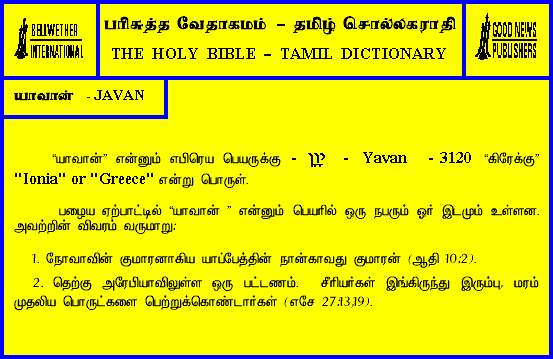 BELLWETHER
INTERNATIONAL
பரிசுத்த வேதாகமம் – தமிழ் சொல்லகராதி
THE HOLY BIBLE – TAMIL DICTIONARY
GOOD NEWS
PUBLISHERS
யாவான் - JAVAN
“யாவான்” என்னும் எபிரெய பெயருக்கு - יָוָן - Yavan - 3120 “கிரேக்கு”
"Ionia" or "Greece" என்று பொருள்.
பழைய ஏற்பாட்டில் “யாவான் ” என்னும் பெயரில் ஒரு நபரும் ஓர் இடமும் உள்ளன.
அவற்றின் விவரம் வருமாறு:
1. நோவாவின் குமாரனாகிய யாப்பேத்தின் நான்காவது குமாரன் (ஆதி 10:2).
2. தெற்கு அரேபியாவிலுள்ள ஒரு பட்டணம். சீரியர்கள் இங்கிருந்து இரும்பு, மரம்
முதலிய பொருட்களை பெற்றுக்கொண்டார்கள் (எசே 27:13,19).